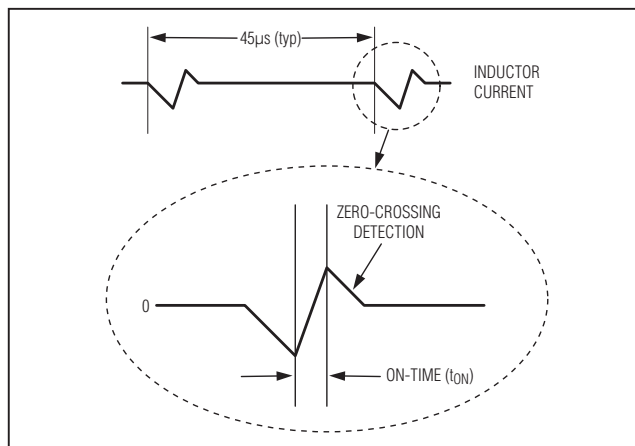 45µs (typ)
INDUCTOR
CURRENT
ZERO-CROSSING
DETECTION
0
ON-TIME (tON)